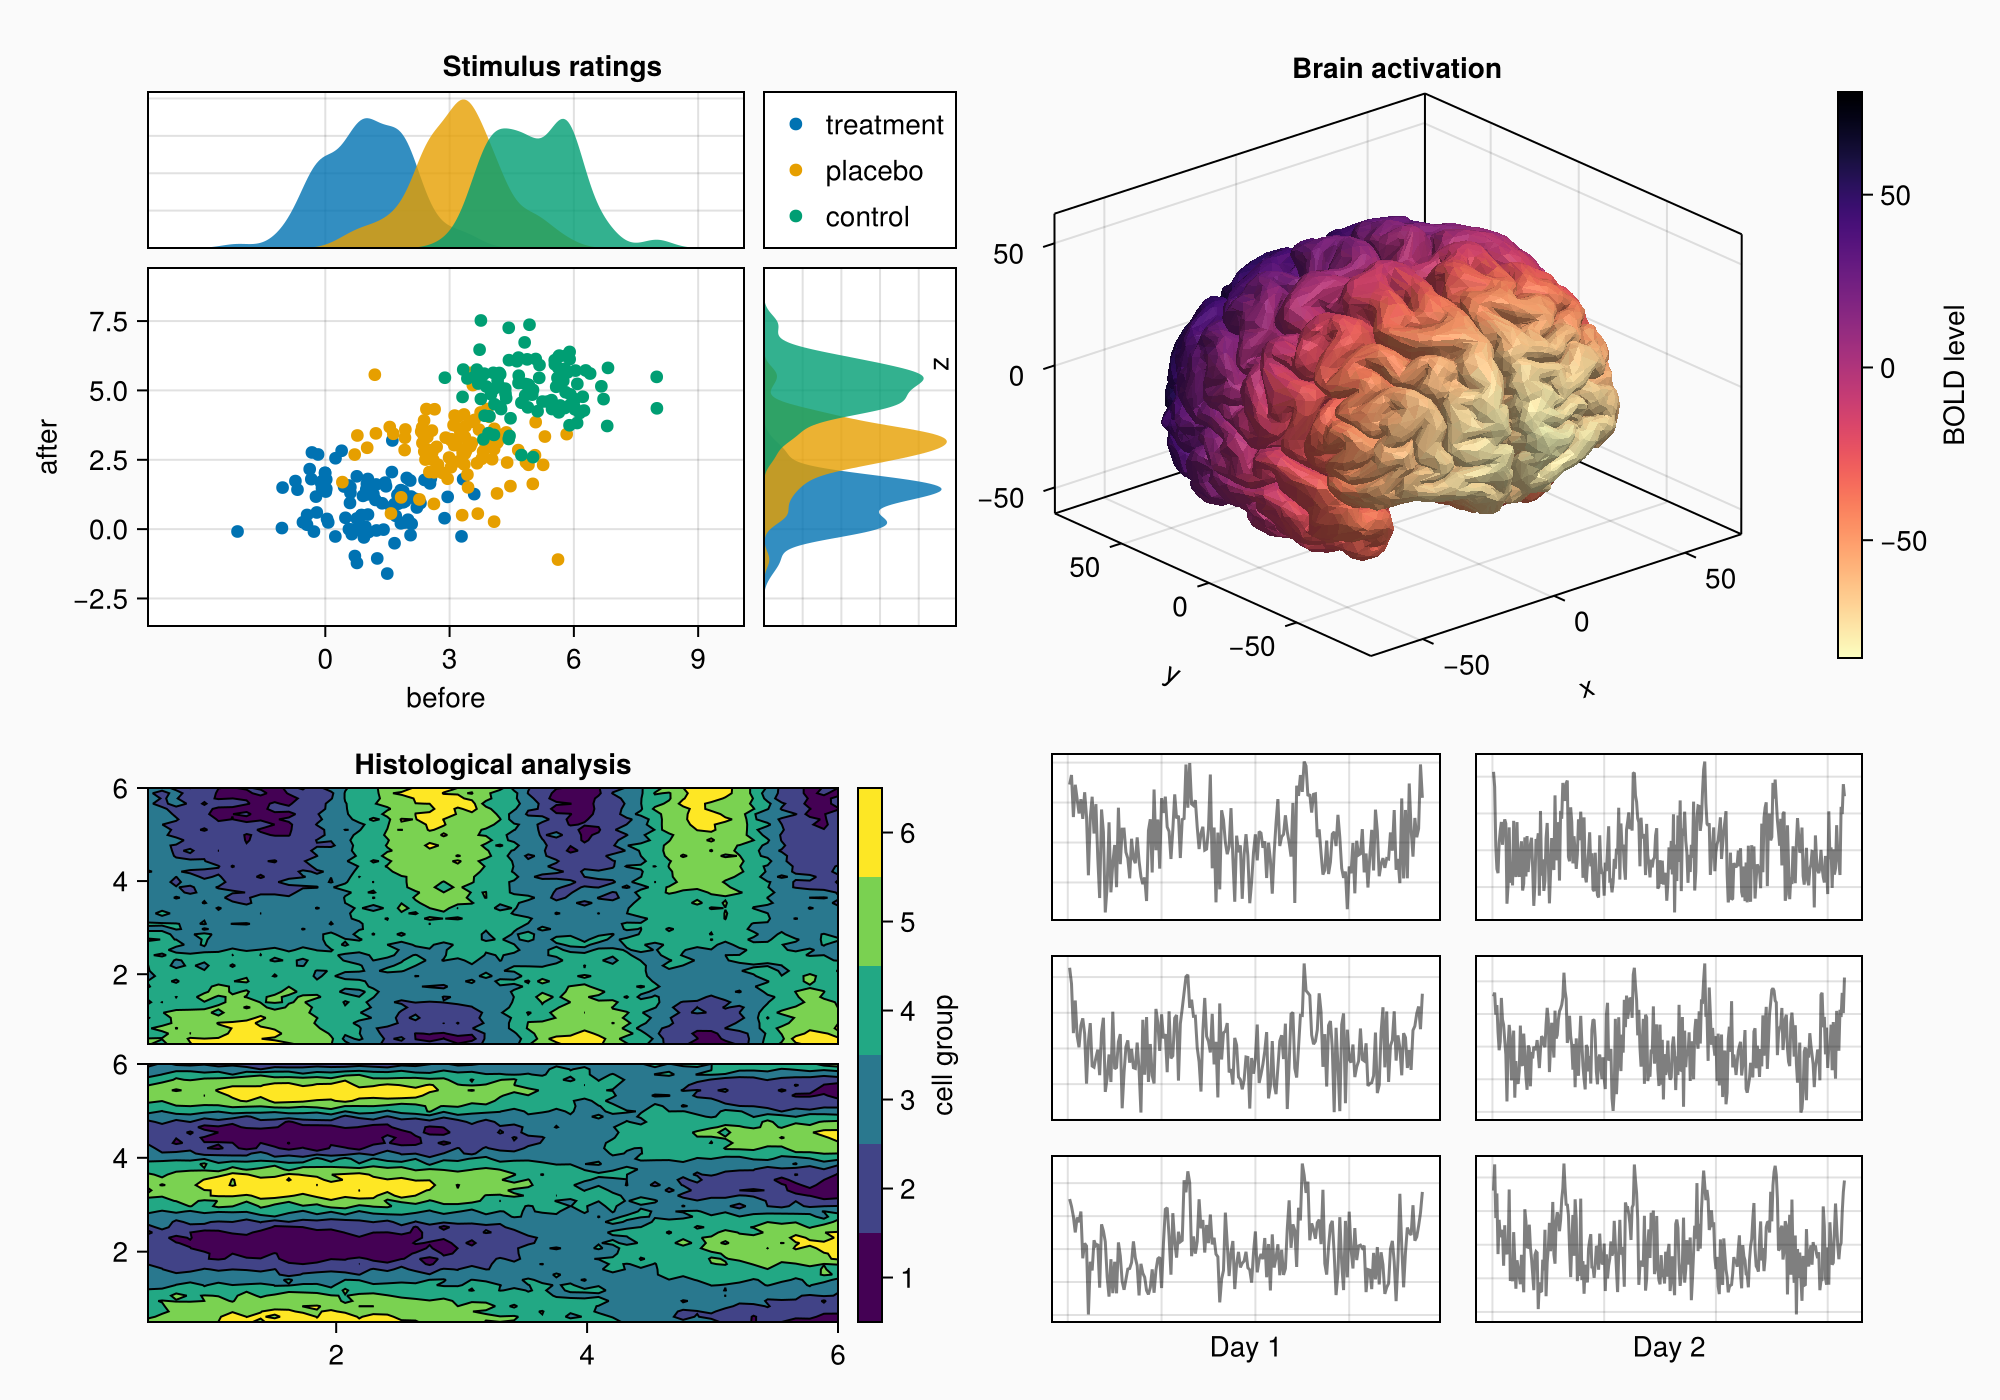 Stimulus ratings
treatment
placebo
control
7.5
5.0
2.5
0.0
−2.5
after
0
3
6
9
before
Brain activation
50
0
−50
z
50
0
−50
y
−50
0
50
x
50
0
−50
BOLD level
Histological analysis
6
4
2
6
4
2
2
4
6
6
5
4
3
2
1
cell group
Day 1
Day 2